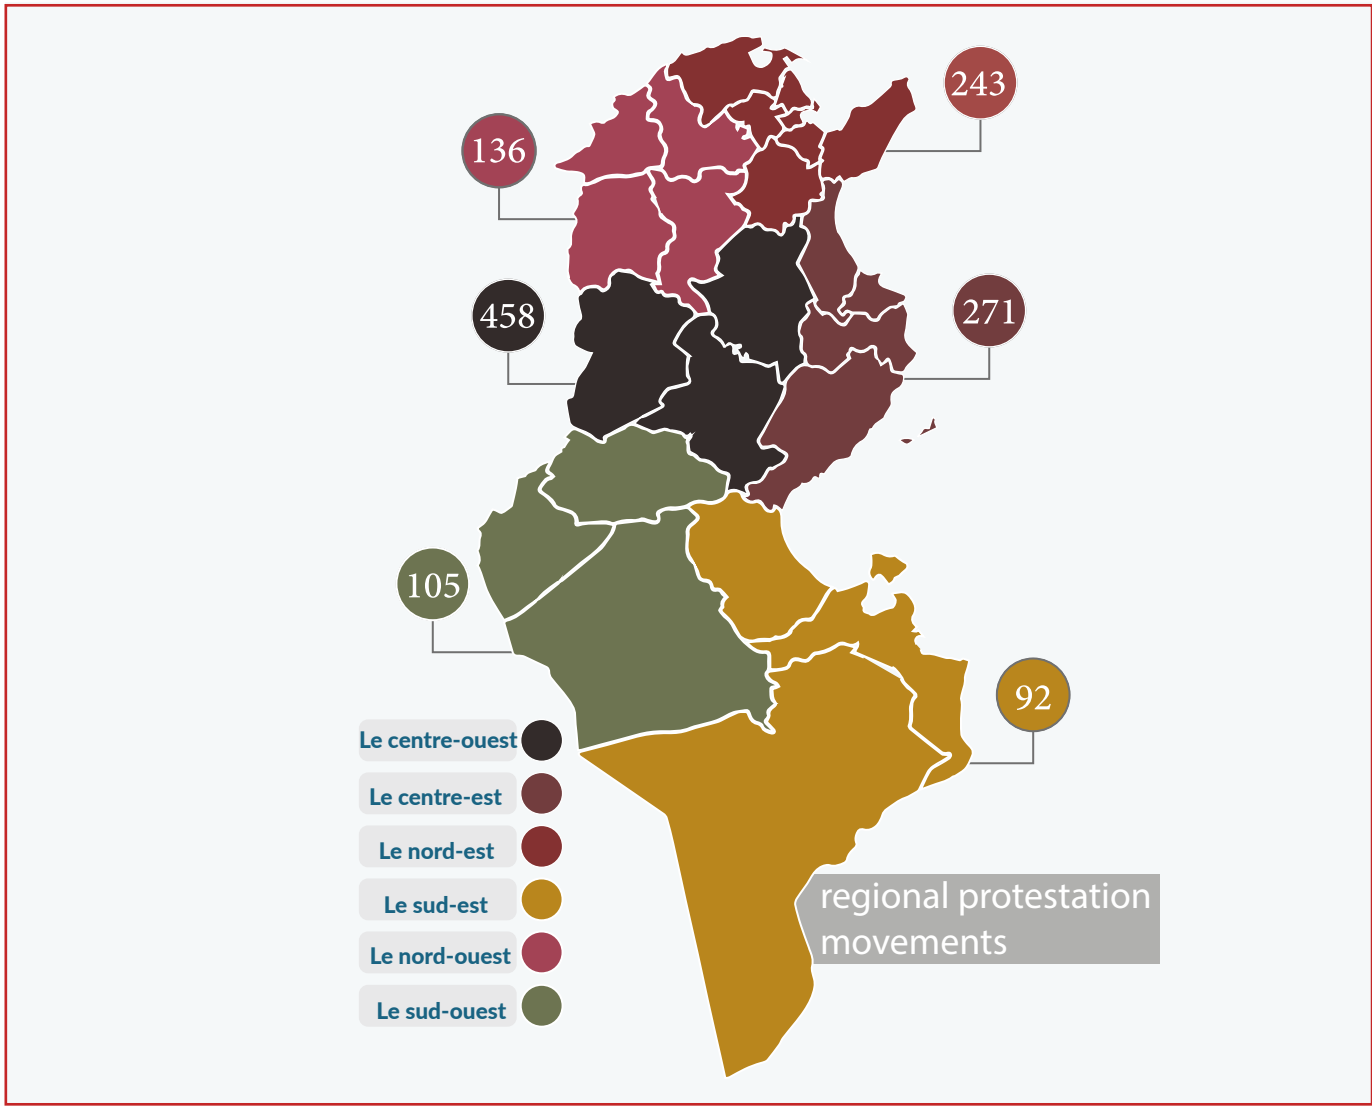 243
136
458
271
105
92
Le centre-ouest
Le centre-est
Le nord-est
Le sud-est
Le nord-ouest
Le sud-ouest
regional protestation
movements